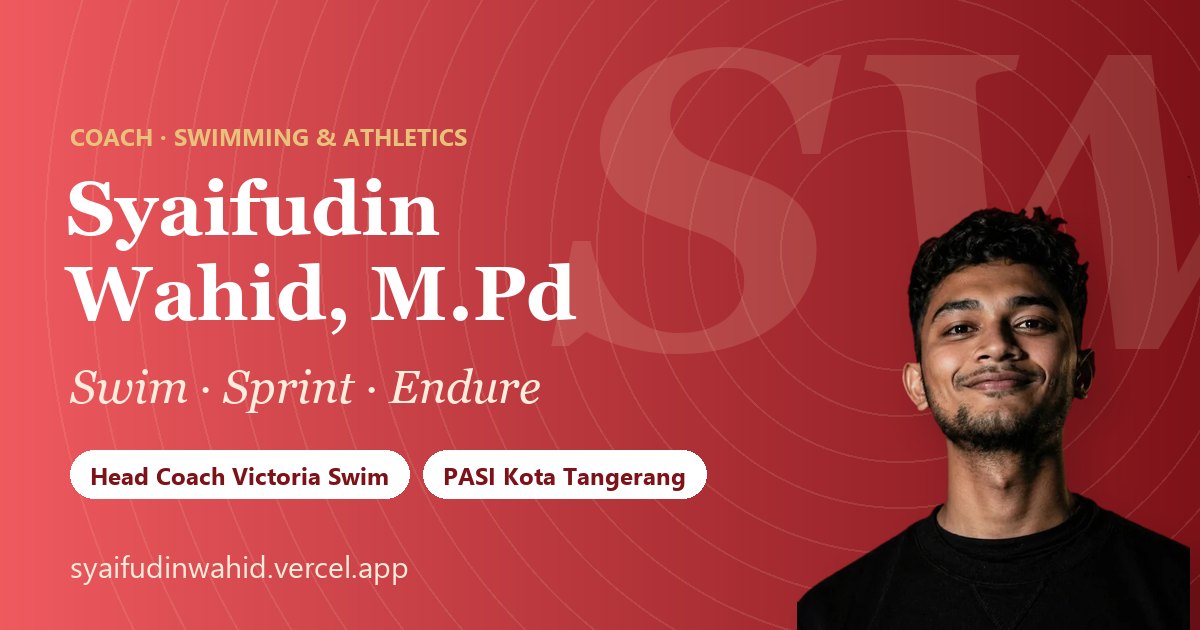 COACH · SWIMMING & ATHLETICS
Syaifudin
Wahid, M.Pd
Swim · Sprint · Endure
Head Coach Victoria Swim
PASI Kota Tangerang
syaifudinwahid.vercel.app
SW